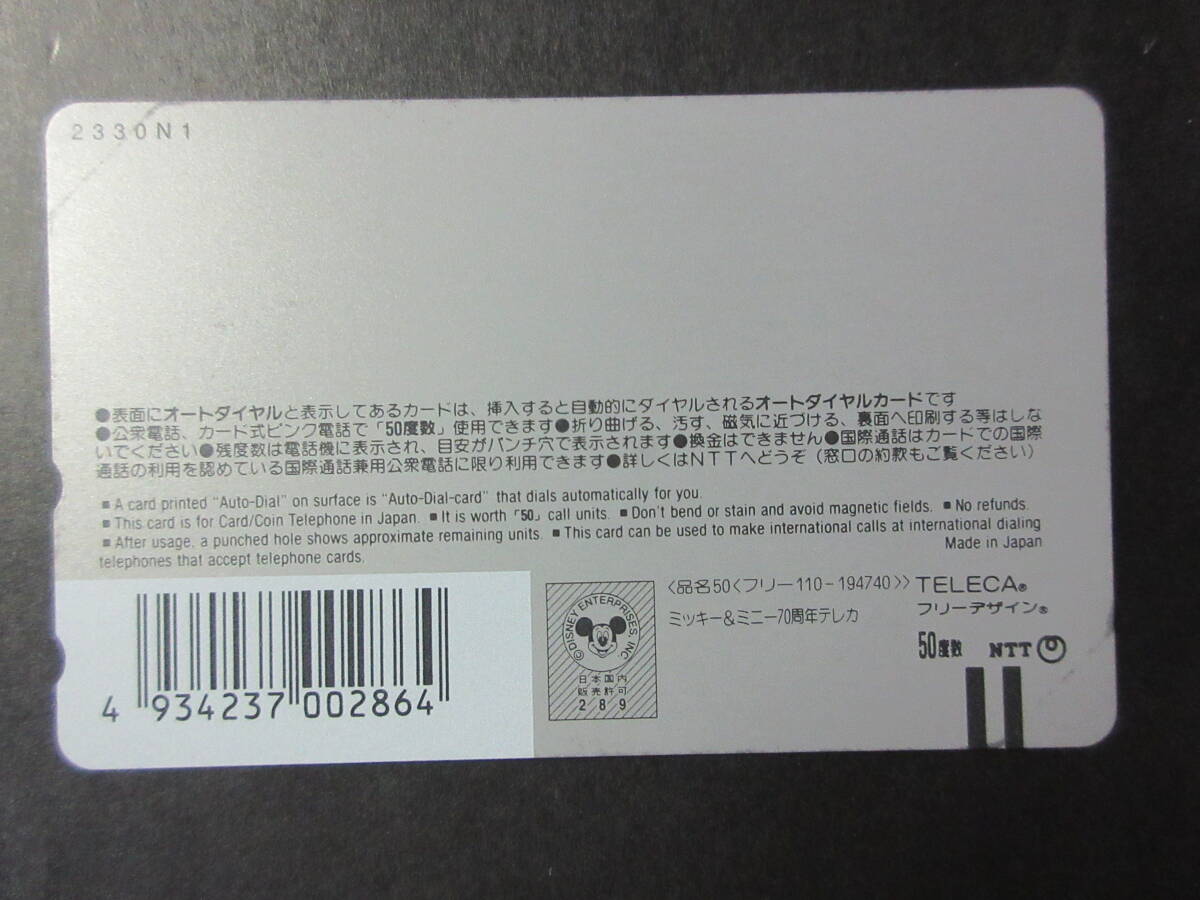 2330N1
●表面にオートダイヤルと表示してあるカードは、挿入すると自動的にダイヤルされるオートダイヤルカードです
●公衆電話、カード式ピンク電話で「50度数」使用できます●折り曲げる、汚す、磁気に近づける、裏面へ印刷する等はしな
いでください●残度数は電話機に表示され、目安がパンチ穴で表示されます●換金はできません●国際通話はカードでの国際
通話の利用を認めている国際通話兼用公衆電話に限り利用できます●詳しくはNTTへどうぞ（窓口の約款もご覧ください）
■A card printed “Auto-Dial” on surface is “Auto-Dial-card” that dials automatically for you.
■This card is for Card/Coin Telephone in Japan. ■It is worth「50」call units. ■Don't bend or stain and avoid magnetic fields. ■No refunds.
■After usage, a punched hole shows approximate remaining units. ■This card can be used to make international calls at international dialing
telephones that accept telephone cards.
Made in Japan
4 934237 002864
©DISNEY ENTERPRISES, INC.
日本国内
販売許可
289
〈品名50〈フリー110-194740〉〉
ミッキー&ミニー70周年テレカ
TELECA®
フリーデザイン®
50度数 NTT